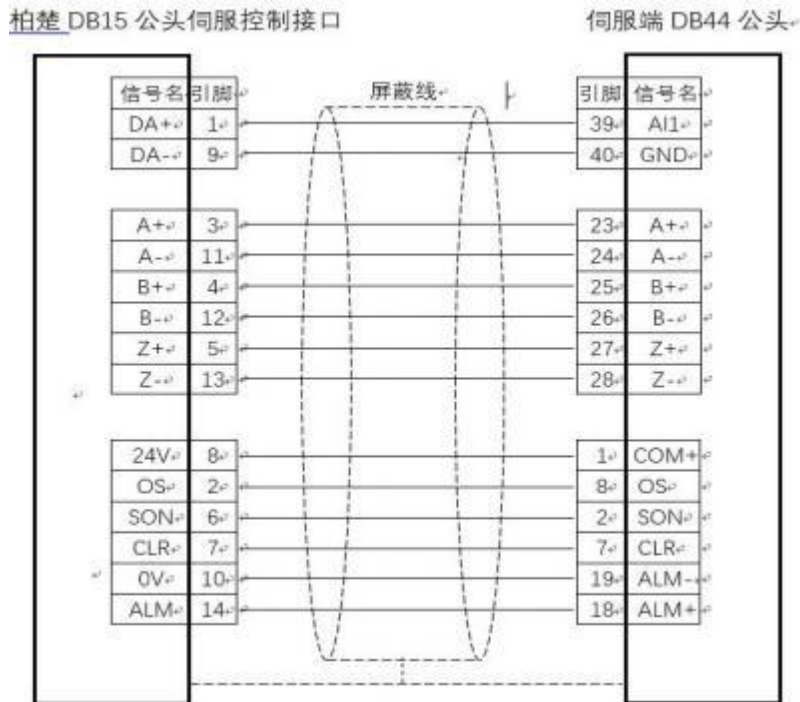 柏楚 DB15 公头伺服控制接口 伺服端 DB44 公头
信号名 引脚 屏蔽线 引脚 信号名
DA+ 1 39 AI1
DA- 9 40 GND
A+ 3 23 A+
A- 11 24 A-
B+ 4 25 B+
B- 12 26 B-
Z+ 5 27 Z+
Z- 13 28 Z-
24V 8 1 COM+
OS 2 8 OS
SON 6 2 SON
CLR 7 7 CLR
0V 10 19 ALM-
ALM 14 18 ALM+